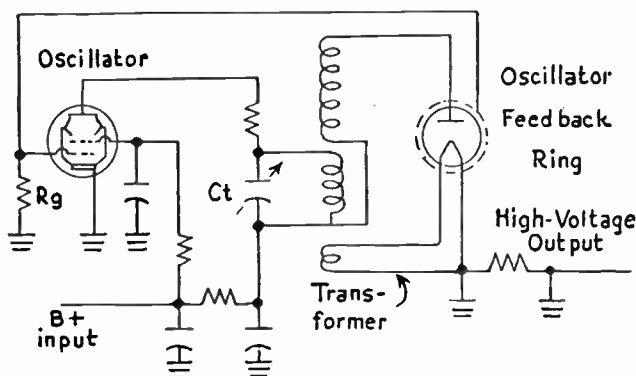 Oscillator
Rg
Ct
B+
input
Trans-
former
Oscillator
Feedback
Ring
High-Voltage
Output